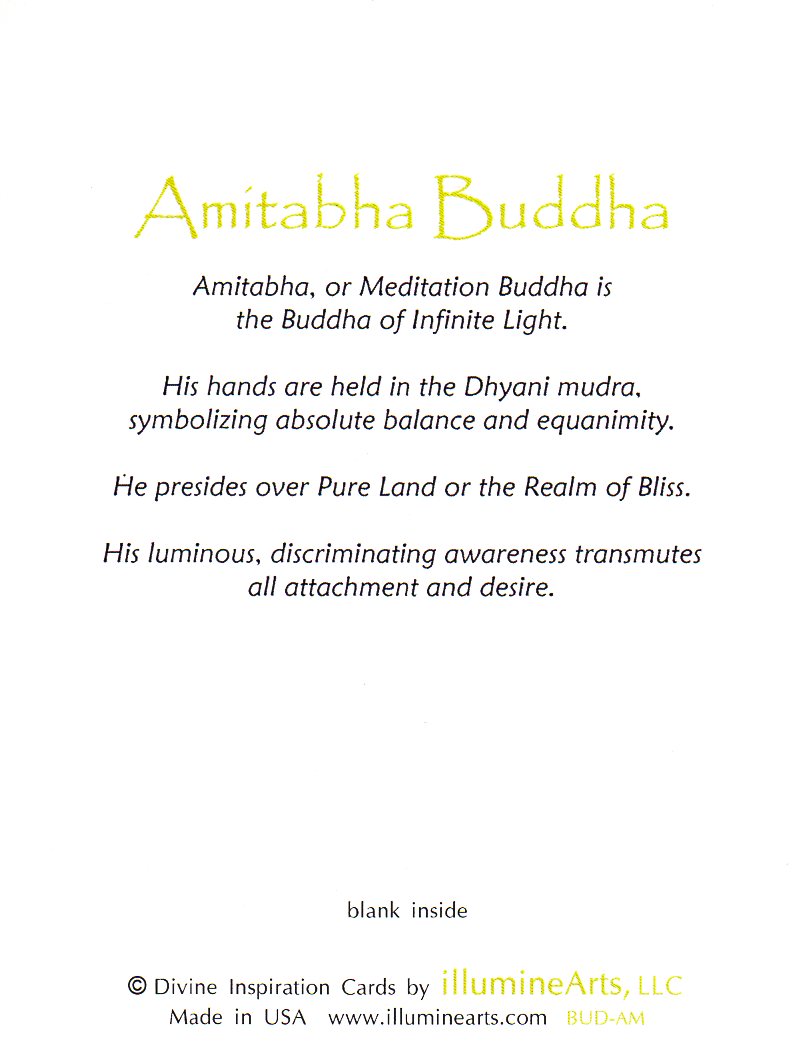 Amitabha Buddha
Amitabha, or Meditation Buddha is
the Buddha of Infinite Light.
His hands are held in the Dhyani mudra,
symbolizing absolute balance and equanimity.
He presides over Pure Land or the Realm of Bliss.
His luminous, discriminating awareness transmutes
all attachment and desire.
blank inside
© Divine Inspiration Cards by illumineArts, LLC
Made in USA www.illuminearts.com BUD-AM